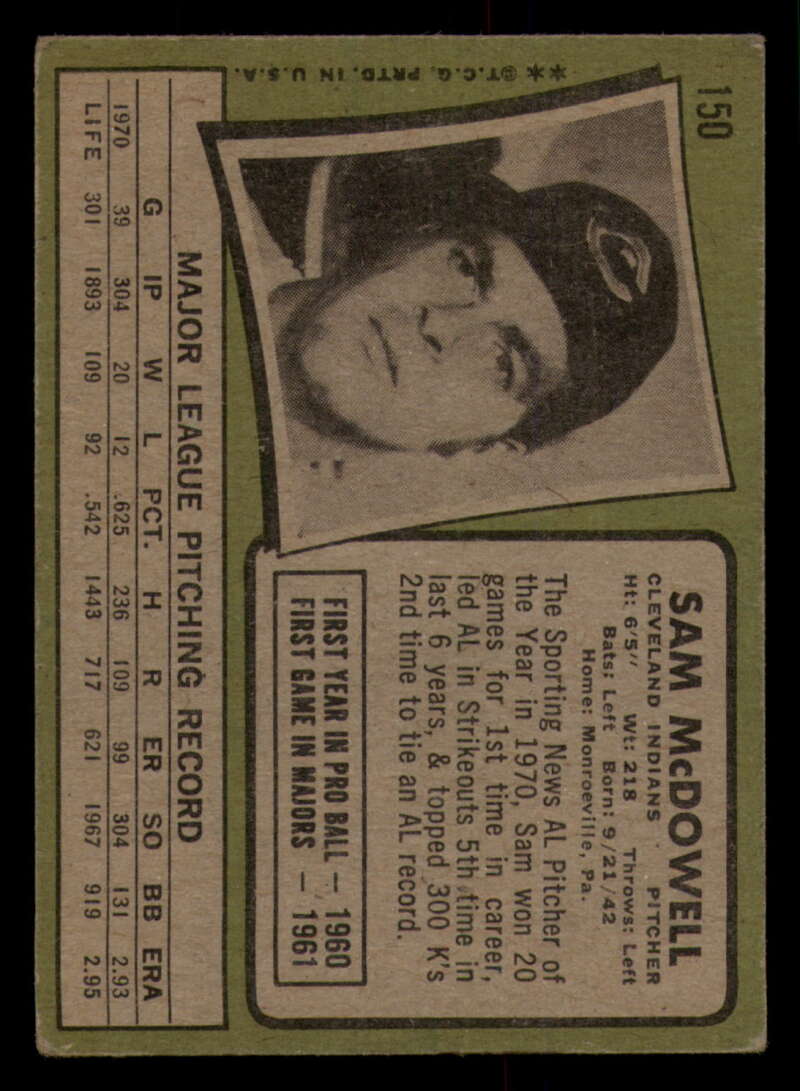 150
SAM McDOWELL
CLEVELAND INDIANS · PITCHER
Ht: 6'5" Wt: 218 Throws: Left
Bats: Left Born: 9/21/42
Home: Monroeville, Pa.
The Sporting News AL Pitcher of
the Year in 1970, Sam won 20
games for 1st time in career,
led AL in Strikeouts 5th time in
last 6 years, & topped 300 K's
2nd time to tie an AL record.
FIRST YEAR IN PRO BALL — 1960
FIRST GAME IN MAJORS — 1961
MAJOR LEAGUE PITCHING RECORD
G IP W L PCT. H R ER SO BB ERA
1970 39 304 20 12 .625 236 109 99 304 131 2.93
LIFE 301 1893 109 92 .542 1443 717 621 1967 919 2.95
**©T.C.G. PRTD. IN U.S.A.